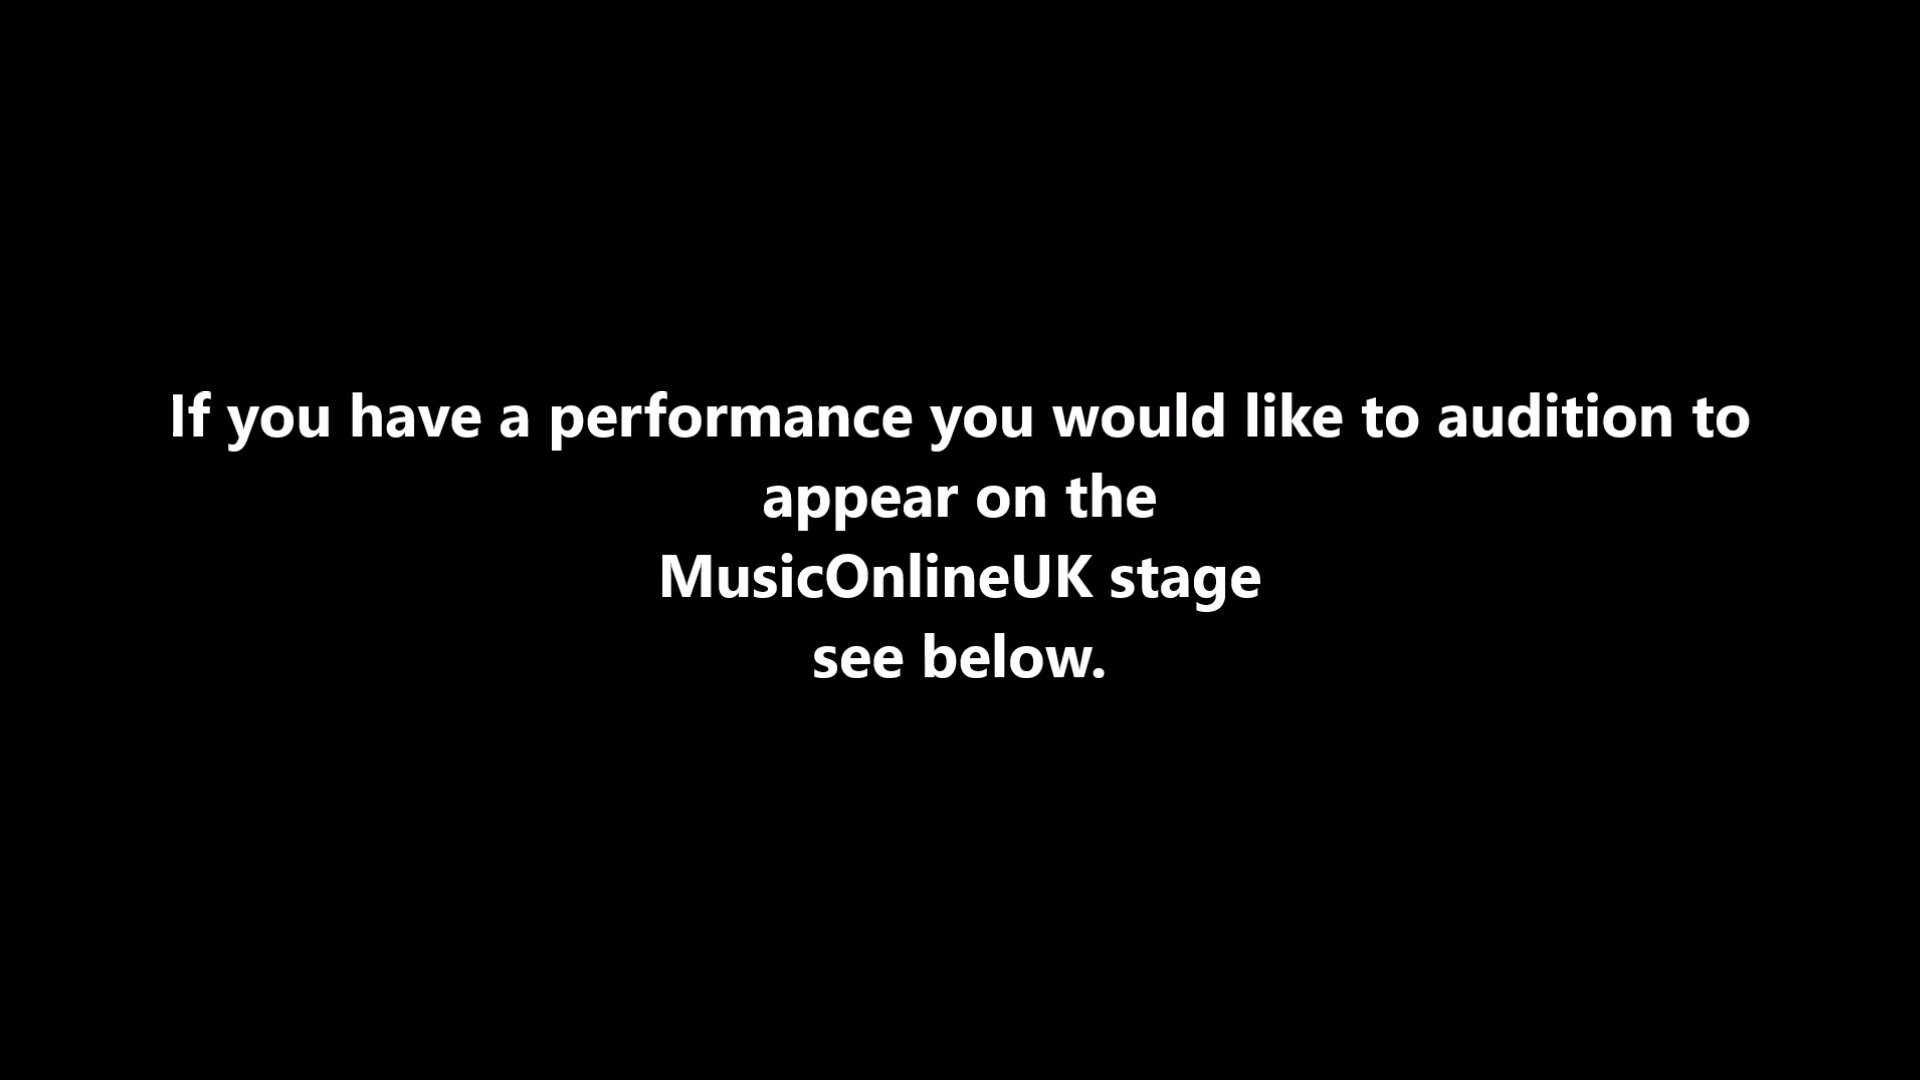 If you have a performance you would like to audition to
appear on the
MusicOnlineUK stage
see below.